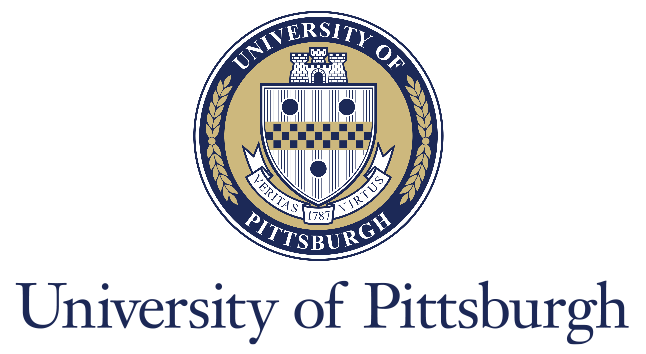 UNIVERSITY OF
VERITAS
1787
VIRTUS
PITTSBURGH
University of Pittsburgh